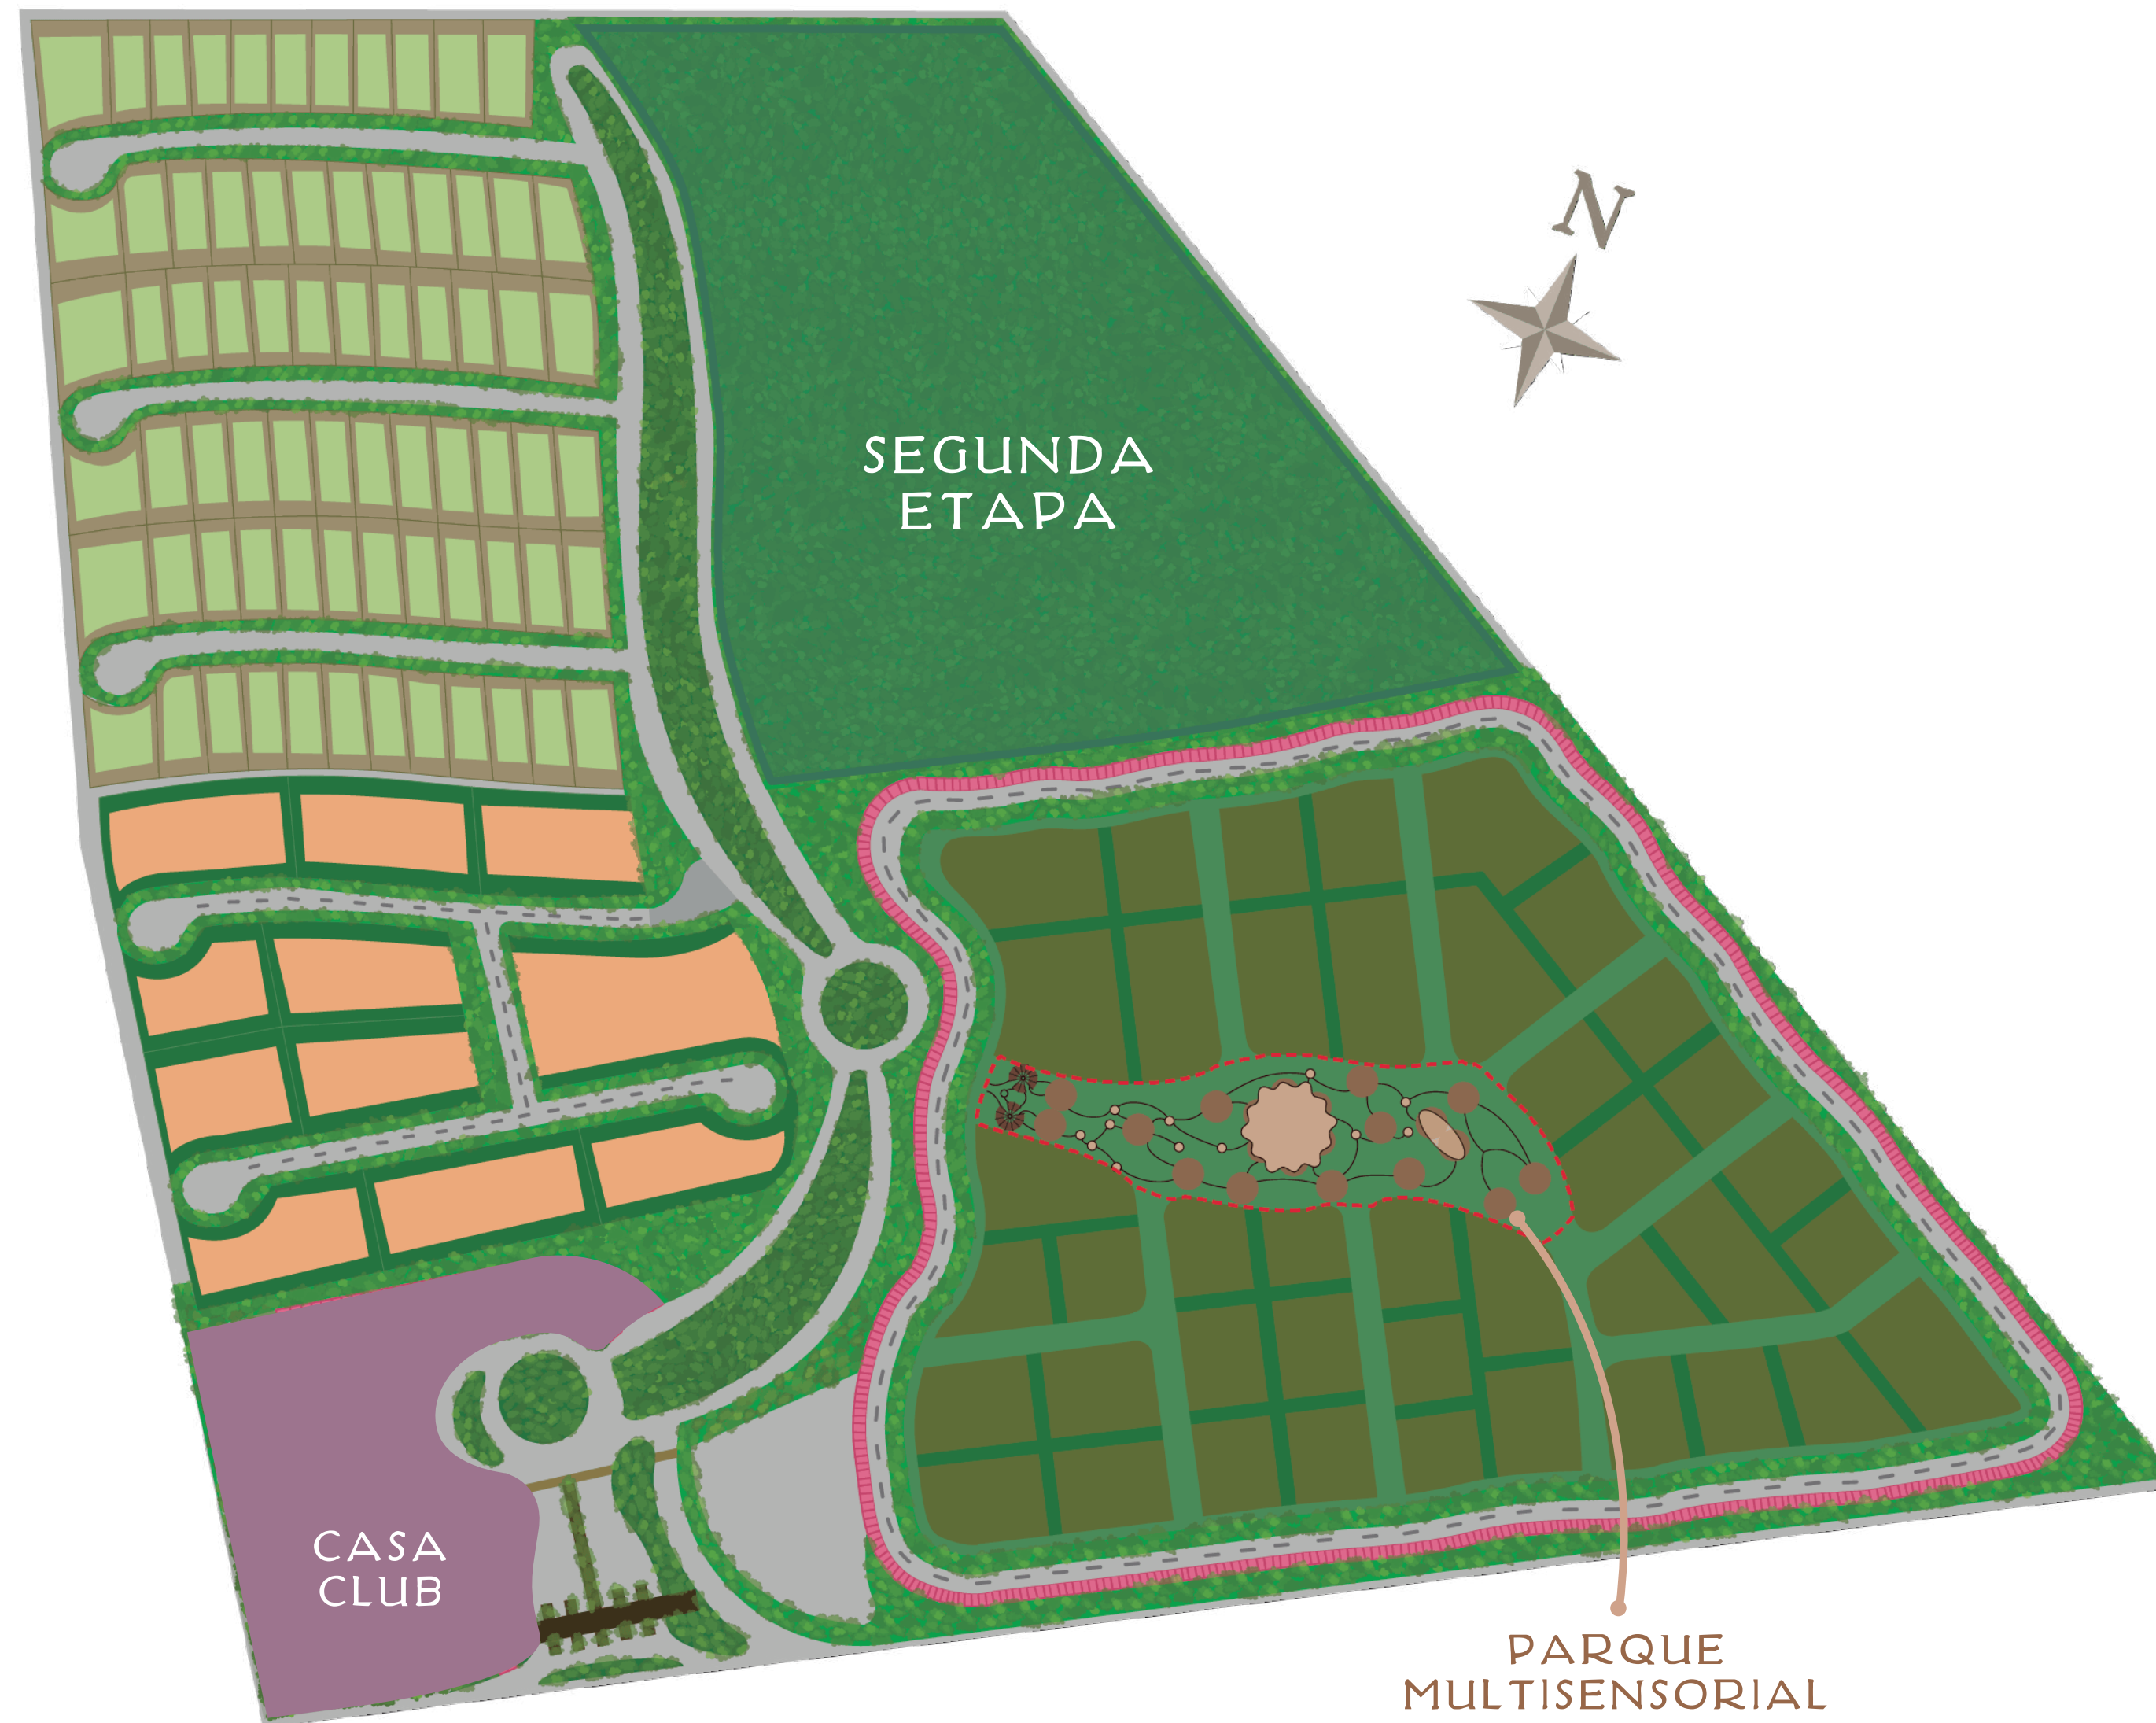 N
SEGUNDA
ETAPA
CASA
CLUB
PARQUE
MULTISENSORIAL